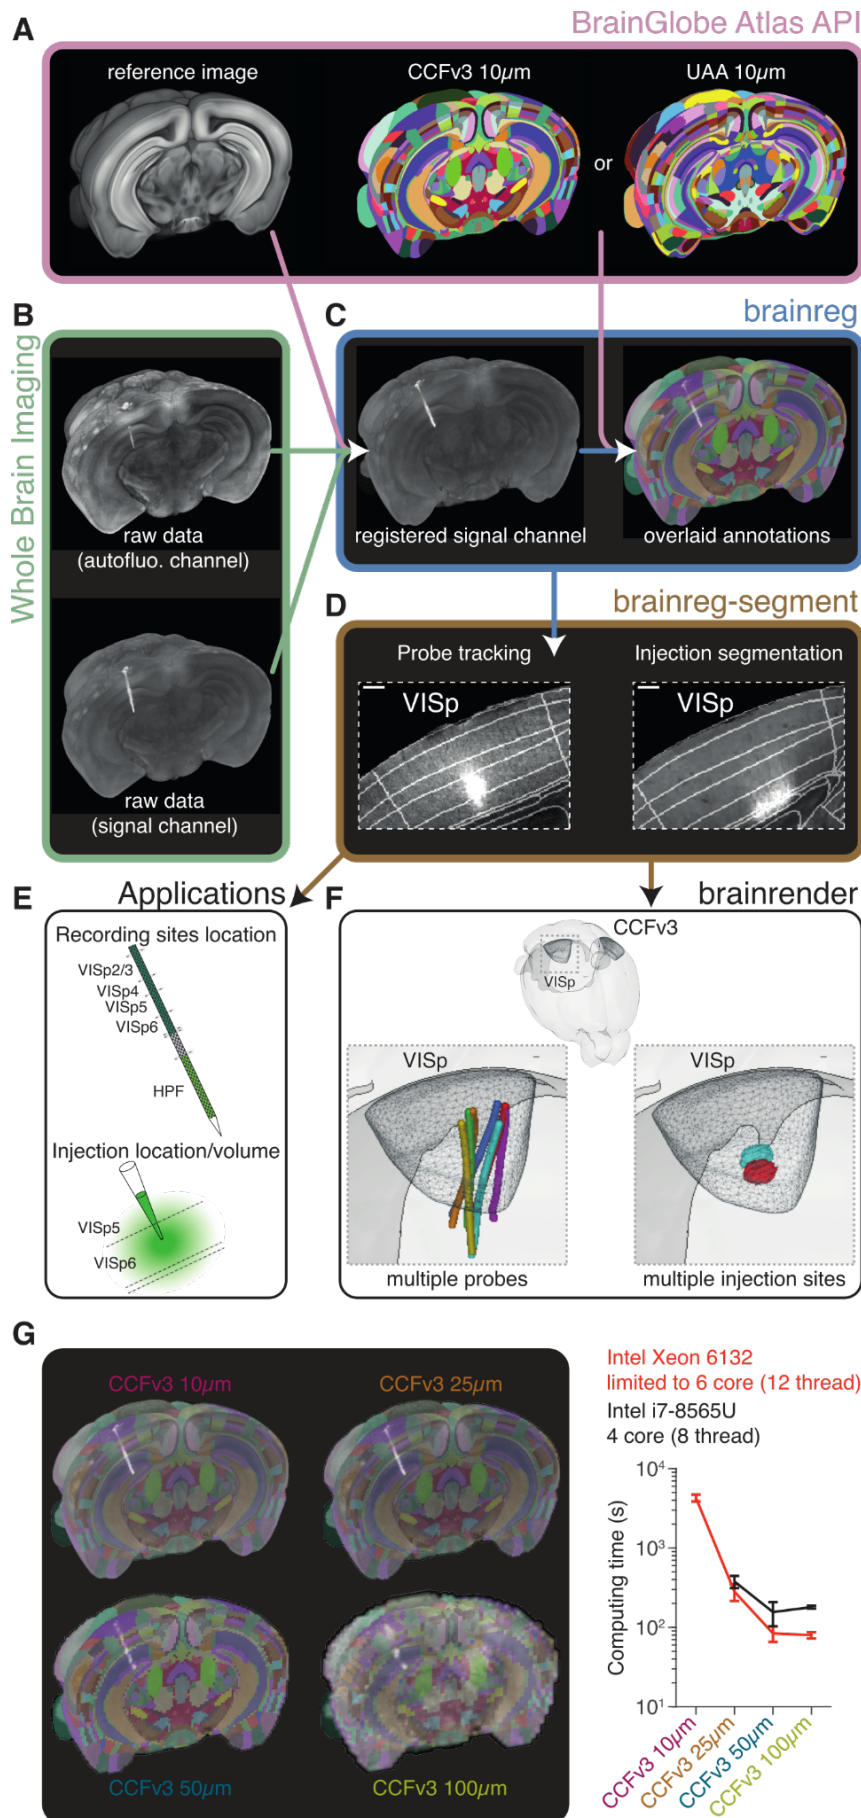 A
BrainGlobe Atlas API
reference image
CCFv3 10µm
UAA 10µm
or
B
Whole Brain Imaging
raw data
(autofluo. channel)
raw data
(signal channel)
C
brainreg
registered signal channel
overlaid annotations
D
brainreg-segment
Probe tracking
Injection segmentation
VISp
VISp
E
Applications
Recording sites location
VISp2/3
VISp4
VISp5
VISp6
HPF
Injection location/volume
VISp5
VISp6
F
brainrender
CCFv3
VISp
VISp
VISp
multiple probes
multiple injection sites
G
CCFv3 10µm
CCFv3 25µm
CCFv3 50µm
CCFv3 100µm
Intel Xeon 6132
limited to 6 core (12 thread)
Intel i7-8565U
4 core (8 thread)
Computing time (s)
10⁴
10³
10²
10¹
CCFv3 10µm
CCFv3 25µm
CCFv3 50µm
CCFv3 100µm